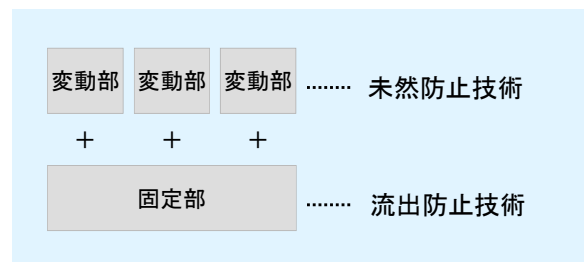 変動部 変動部 変動部 ........ 未然防止技術
+ + +
固定部 ........ 流出防止技術